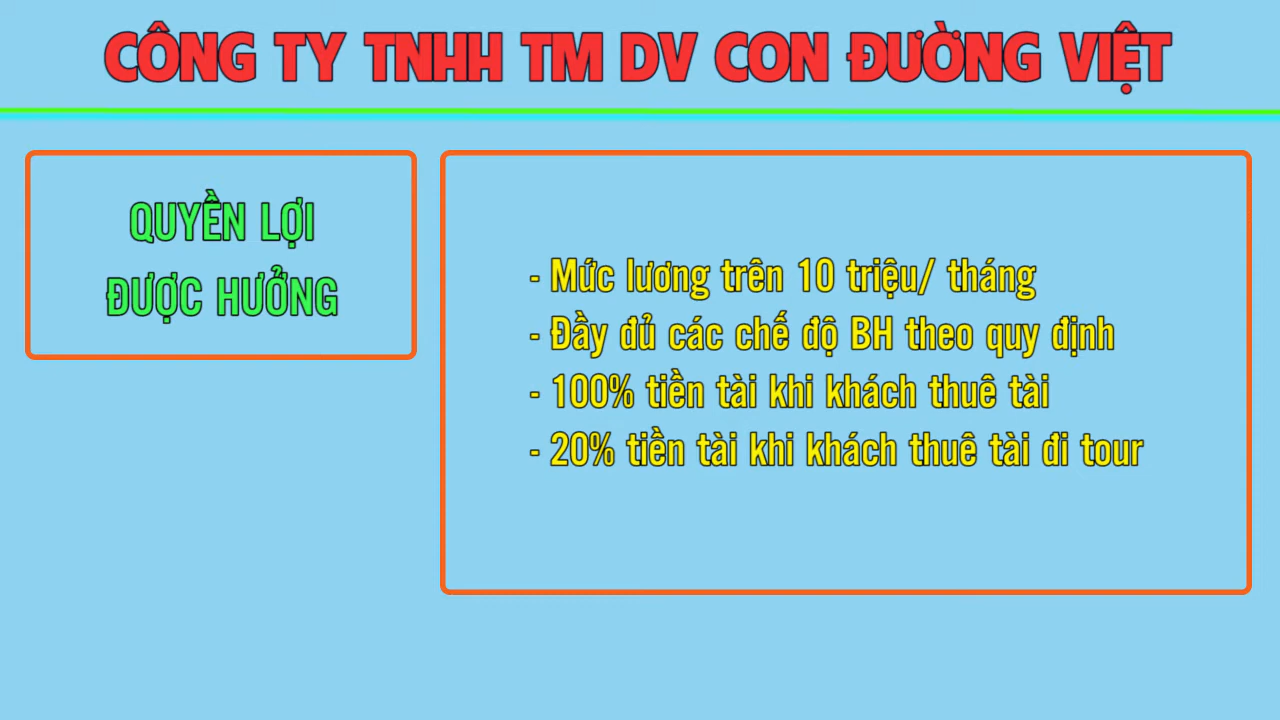 CÔNG TY TNHH TM DV CON ĐƯỜNG VIỆT
QUYỀN LỢI
ĐƯỢC HƯỞNG
- Mức lương trên 10 triệu/ tháng
- Đầy đủ các chế độ BH theo quy định
- 100% tiền tài khi khách thuê tài
- 20% tiền tài khi khách thuê tài đi tour